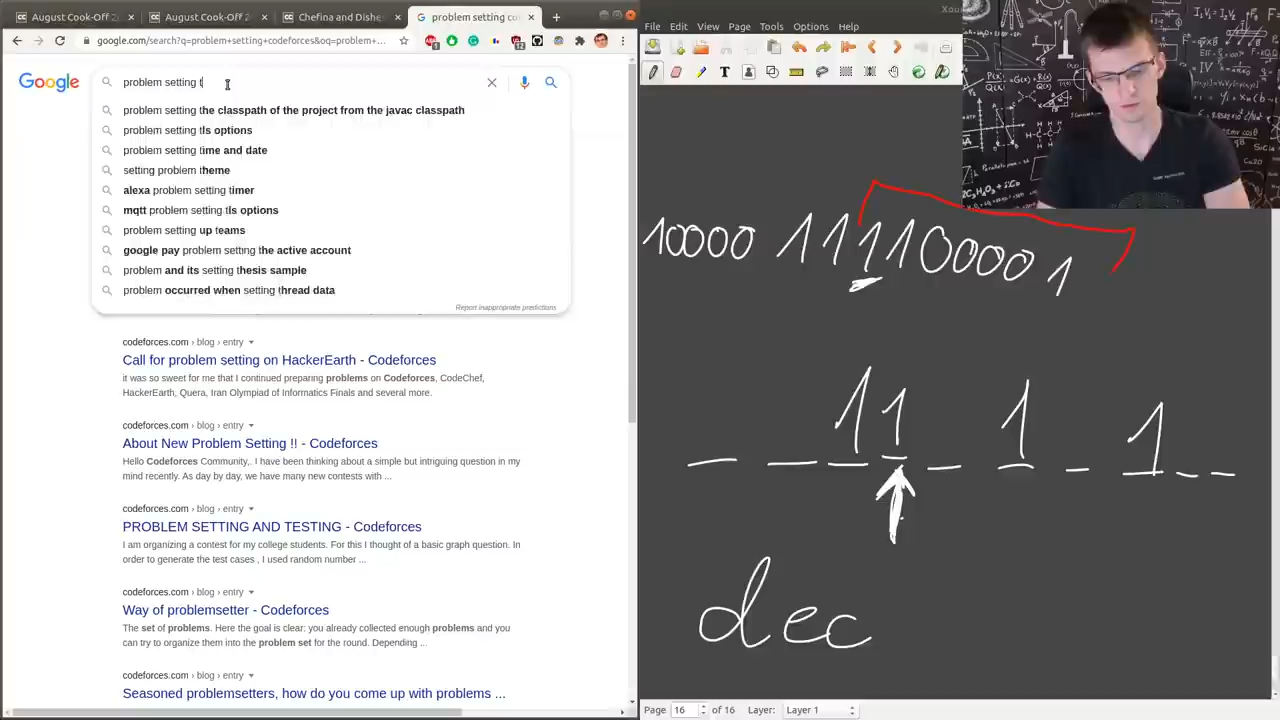 August Cook-Off 2
August Cook-Off 2
Chefina and Dishe
problem setting co
google.com/search?q=problem+setting+codeforces&oq=problem+...
Google
problem setting t
problem setting the classpath of the project from the javac classpath
problem setting tls options
problem setting time and date
setting problem theme
alexa problem setting timer
mqtt problem setting tls options
problem setting up teams
google pay problem setting the active account
problem and its setting thesis sample
problem occurred when setting thread data
Report inappropriate predictions
codeforces.com › blog › entry
Call for problem setting on HackerEarth - Codeforces
it was so sweet for me that I continued preparing problems on Codeforces, CodeChef,
HackerEarth, Quera, Iran Olympiad of Informatics Finals and several more.
codeforces.com › blog › entry
About New Problem Setting !! - Codeforces
Hello Codeforces Community,. I have been thinking about a simple but intriguing question in my
mind recently. As day by day, we have many new contests with ...
codeforces.com › blog › entry
PROBLEM SETTING AND TESTING - Codeforces
I am organizing a contest for my college students. For this I thought of a basic graph question. In
order to generate the test cases , I used random number ...
codeforces.com › blog › entry
Way of problemsetter - Codeforces
The set of problems. Here the goal is clear: you already collected enough problems and you
can try to organize them into the problem set for the round. Depending ...
codeforces.com › blog › entry
Seasoned problemsetters, how do you come up with problems ...
Menu File Edit View Journal Tools Help
10000 1111 0000 1
1 1 1 1
dec
Page 16 of 16 Layer: Layer 1